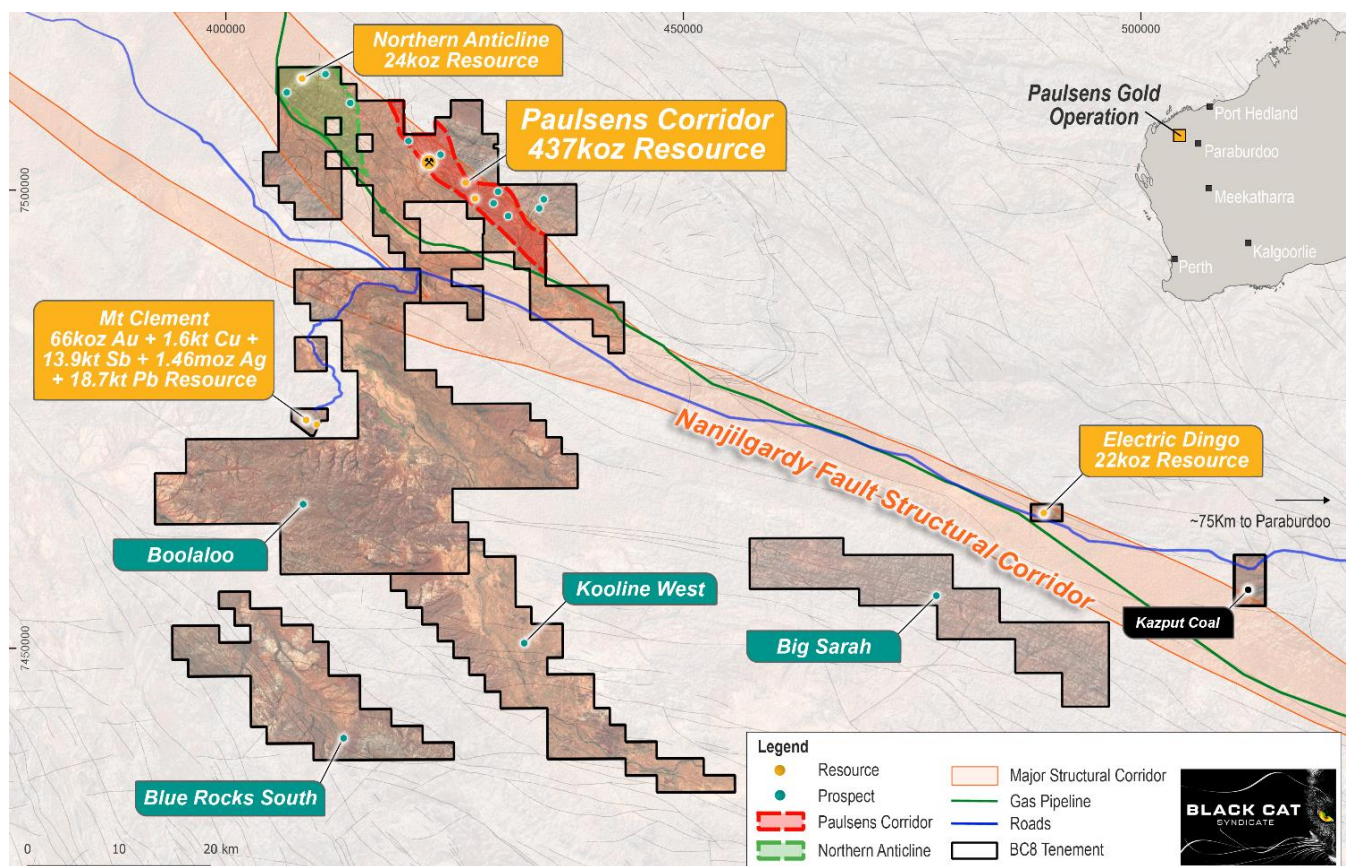 400000
450000
500000
7500000
7450000
Northern Anticline
24koz Resource
Paulsens Corridor
437koz Resource
Paulsens Gold
Operation
Port Hedland
Paraburdoo
Meekatharra
Kalgoorlie
Perth
Mt Clement
66koz Au + 1.6kt Cu +
13.9kt Sb + 1.46moz Ag
+ 18.7kt Pb Resource
Nanjilgardy Fault Structural Corridor
Electric Dingo
22koz Resource
~75Km to Paraburdoo
Boolaloo
Kooline West
Big Sarah
Kazput Coal
Blue Rocks South
0 10 20 km
Legend
Resource
Prospect
Paulsens Corridor
Northern Anticline
Major Structural Corridor
Gas Pipeline
Roads
BC8 Tenement
BLACK CAT
SYNDICATE